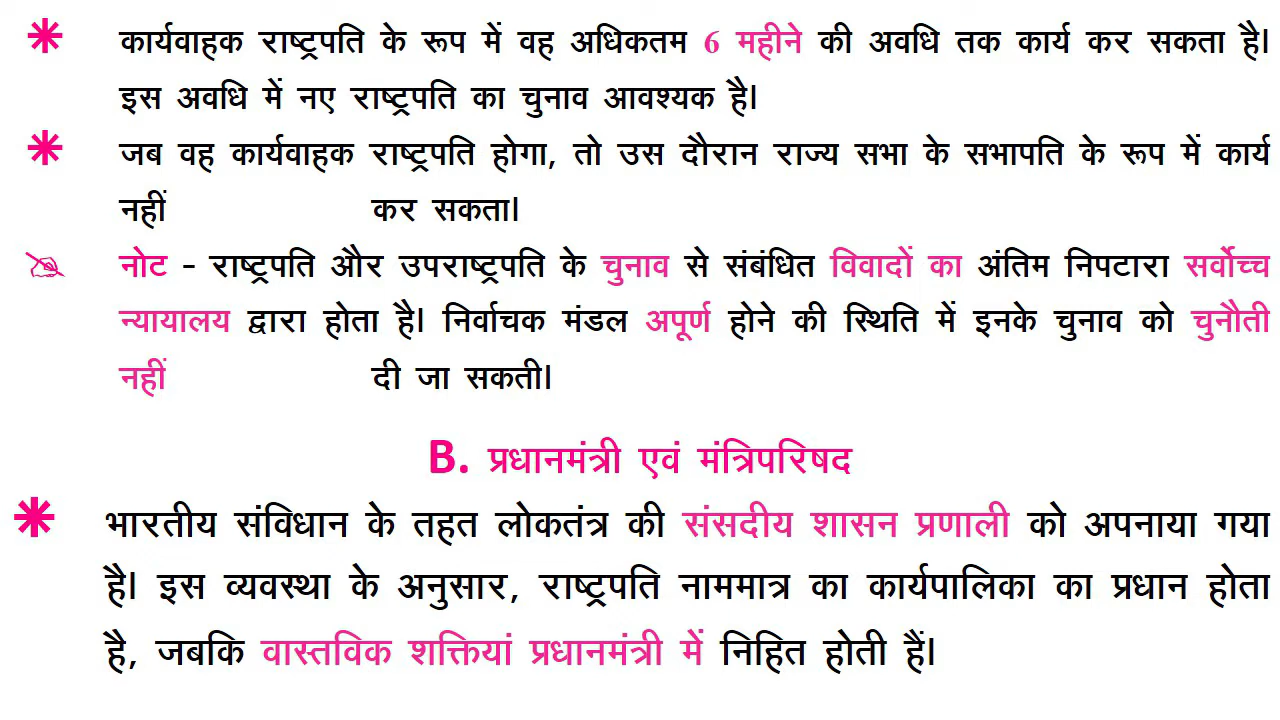 कार्यवाहक राष्ट्रपति के रूप में वह अधिकतम 6 महीने की अवधि तक कार्य कर सकता है।
इस अवधि में नए राष्ट्रपति का चुनाव आवश्यक है।
जब वह कार्यवाहक राष्ट्रपति होगा, तो उस दौरान राज्य सभा के सभापति के रूप में कार्य
नहीं कर सकता।
नोट - राष्ट्रपति और उपराष्ट्रपति के चुनाव से संबंधित विवादों का अंतिम निपटारा सर्वोच्च
न्यायालय द्वारा होता है। निर्वाचक मंडल अपूर्ण होने की स्थिति में इनके चुनाव को चुनौती
नहीं दी जा सकती।
B. प्रधानमंत्री एवं मंत्रिपरिषद
भारतीय संविधान के तहत लोकतंत्र की संसदीय शासन प्रणाली को अपनाया गया
है। इस व्यवस्था के अनुसार, राष्ट्रपति नाममात्र का कार्यपालिका का प्रधान होता
है, जबकि वास्तविक शक्तियां प्रधानमंत्री में निहित होती हैं।